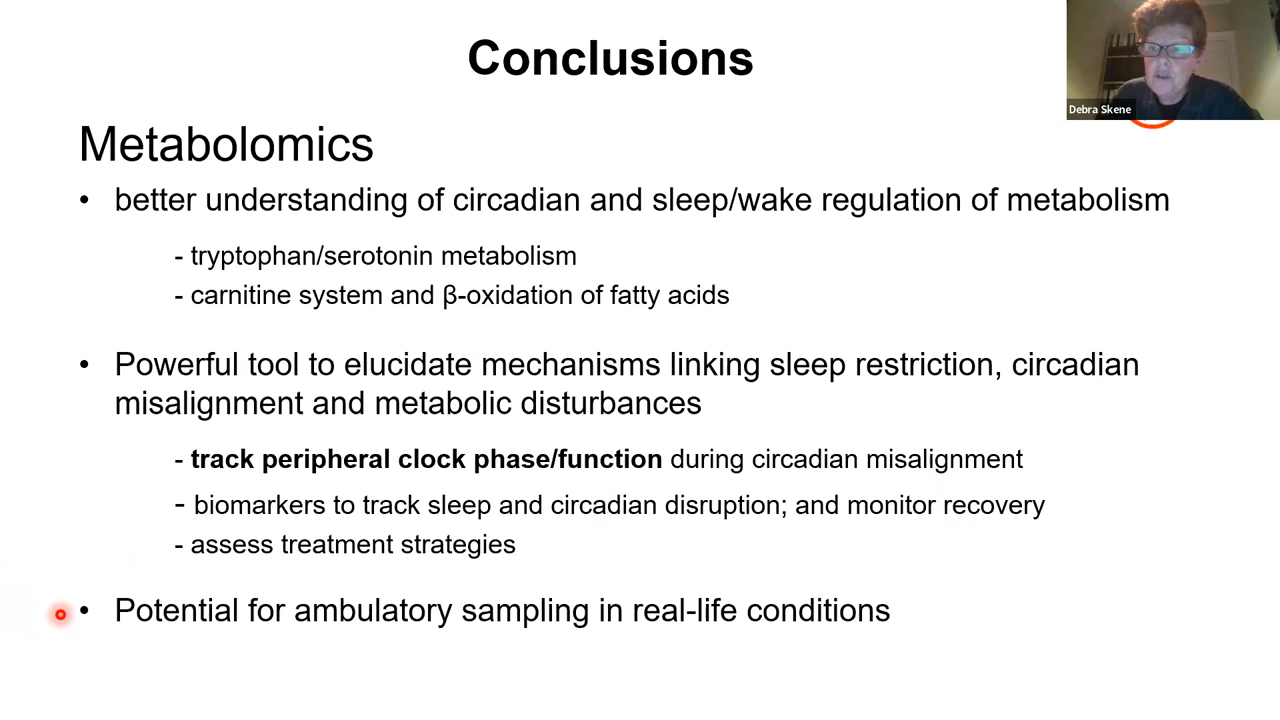 Conclusions
Debra Skene
Metabolomics
• better understanding of circadian and sleep/wake regulation of metabolism
- tryptophan/serotonin metabolism
- carnitine system and β-oxidation of fatty acids
• Powerful tool to elucidate mechanisms linking sleep restriction, circadian
misalignment and metabolic disturbances
- track peripheral clock phase/function during circadian misalignment
- biomarkers to track sleep and circadian disruption; and monitor recovery
- assess treatment strategies
• Potential for ambulatory sampling in real-life conditions